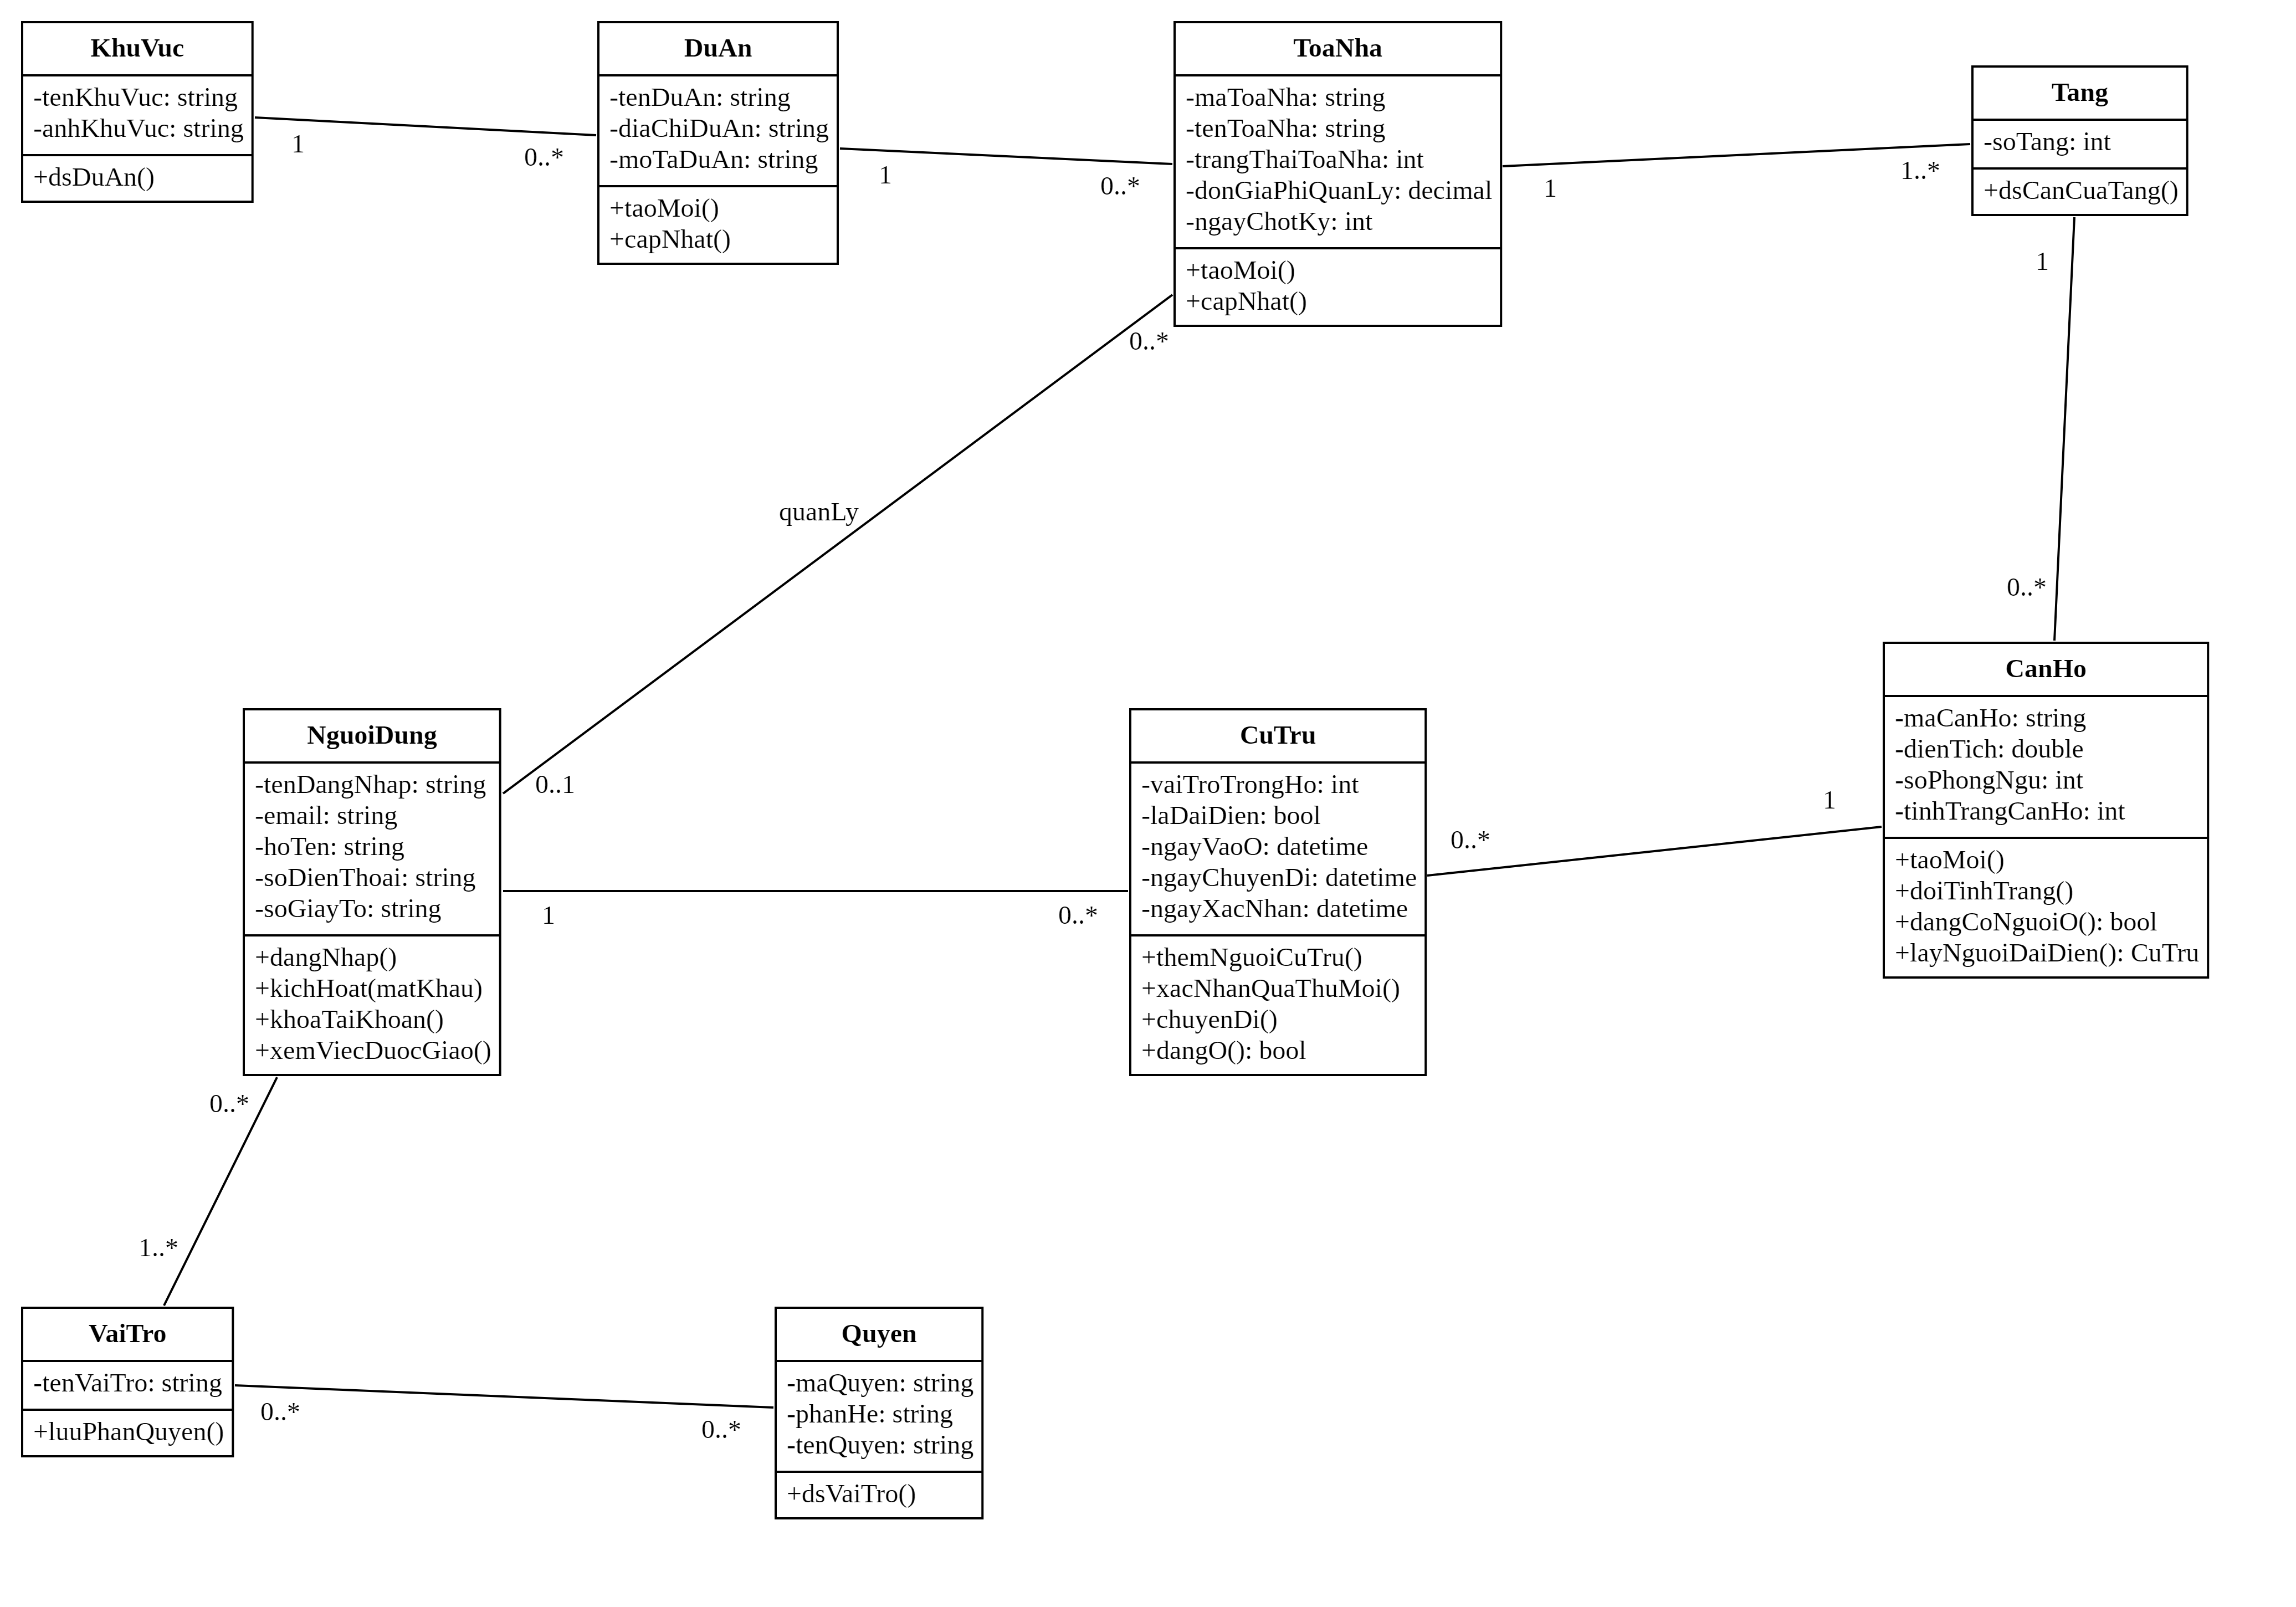 KhuVuc
-tenKhuVuc: string
-anhKhuVuc: string
+dsDuAn()
1
0..*
DuAn
-tenDuAn: string
-diaChiDuAn: string
-moTaDuAn: string
+taoMoi()
+capNhat()
1
0..*
ToaNha
-maToaNha: string
-tenToaNha: string
-trangThaiToaNha: int
-donGiaPhiQuanLy: decimal
-ngayChotKy: int
+taoMoi()
+capNhat()
1
1..*
Tang
-soTang: int
+dsCanCuaTang()
1
0..*
0..*
quanLy
0..1
NguoiDung
-tenDangNhap: string
-email: string
-hoTen: string
-soDienThoai: string
-soGiayTo: string
+dangNhap()
+kichHoat(matKhau)
+khoaTaiKhoan()
+xemViecDuocGiao()
1
0..*
CuTru
-vaiTroTrongHo: int
-laDaiDien: bool
-ngayVaoO: datetime
-ngayChuyenDi: datetime
-ngayXacNhan: datetime
+themNguoiCuTru()
+xacNhanQuaThuMoi()
+chuyenDi()
+dangO(): bool
0..*
1
CanHo
-maCanHo: string
-dienTich: double
-soPhongNgu: int
-tinhTrangCanHo: int
+taoMoi()
+doiTinhTrang()
+dangCoNguoiO(): bool
+layNguoiDaiDien(): CuTru
0..*
1..*
VaiTro
-tenVaiTro: string
+luuPhanQuyen()
0..*
0..*
Quyen
-maQuyen: string
-phanHe: string
-tenQuyen: string
+dsVaiTro()